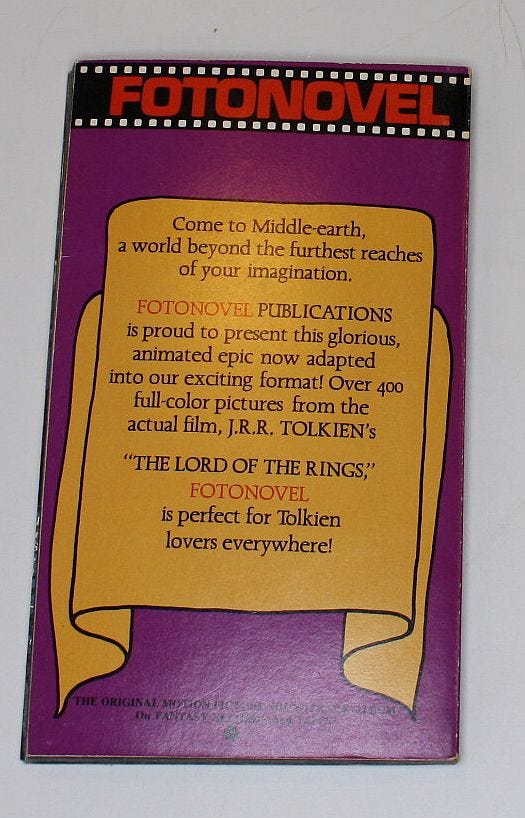 FOTONOVEL
Come to Middle-earth,
a world beyond the furthest reaches
of your imagination.
FOTONOVEL PUBLICATIONS
is proud to present this glorious,
animated epic now adapted
into our exciting format! Over 400
full-color pictures from the
actual film, J.R.R. TOLKIEN's
"THE LORD OF THE RINGS,"
FOTONOVEL
is perfect for Tolkien
lovers everywhere!
THE ORIGINAL MOTION PICTURE
On FANTASY